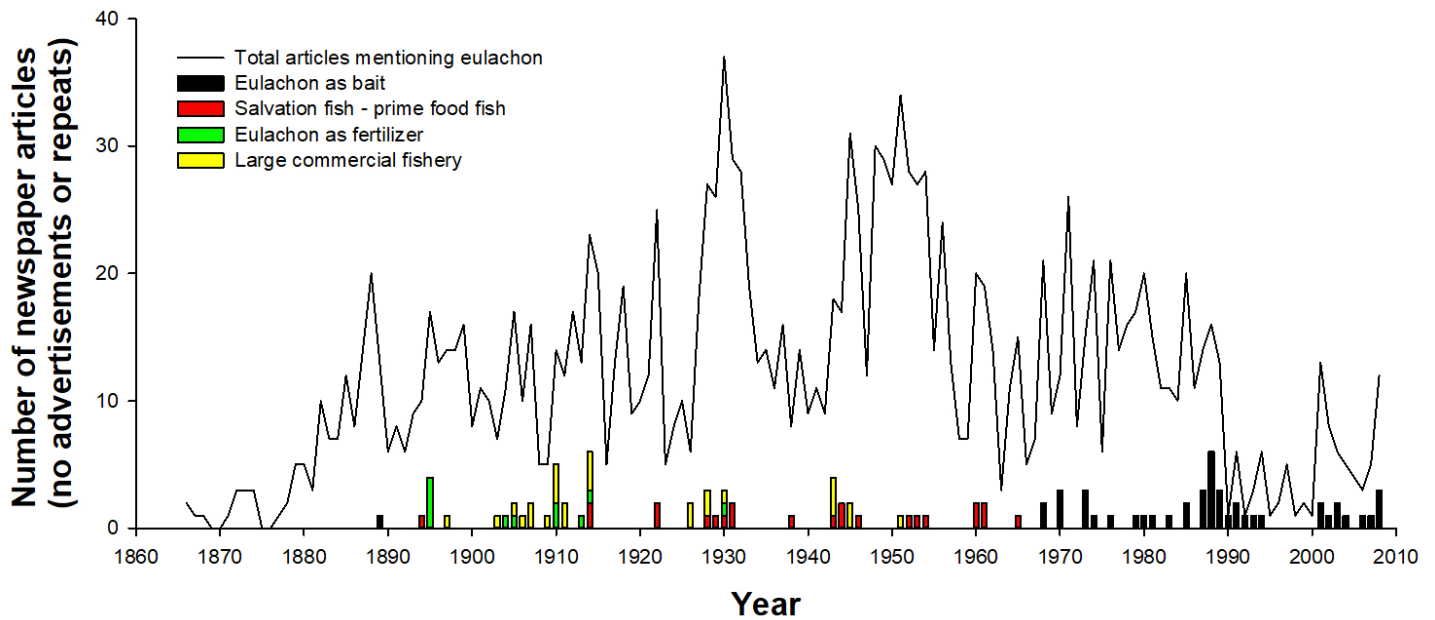 Number of newspaper articles
(no advertisements or repeats)
40
30
20
10
0
Total articles mentioning eulachon
Eulachon as bait
Salvation fish - prime food fish
Eulachon as fertilizer
Large commercial fishery
1860 1870 1880 1890 1900 1910 1920 1930 1940 1950 1960 1970 1980 1990 2000 2010
Year